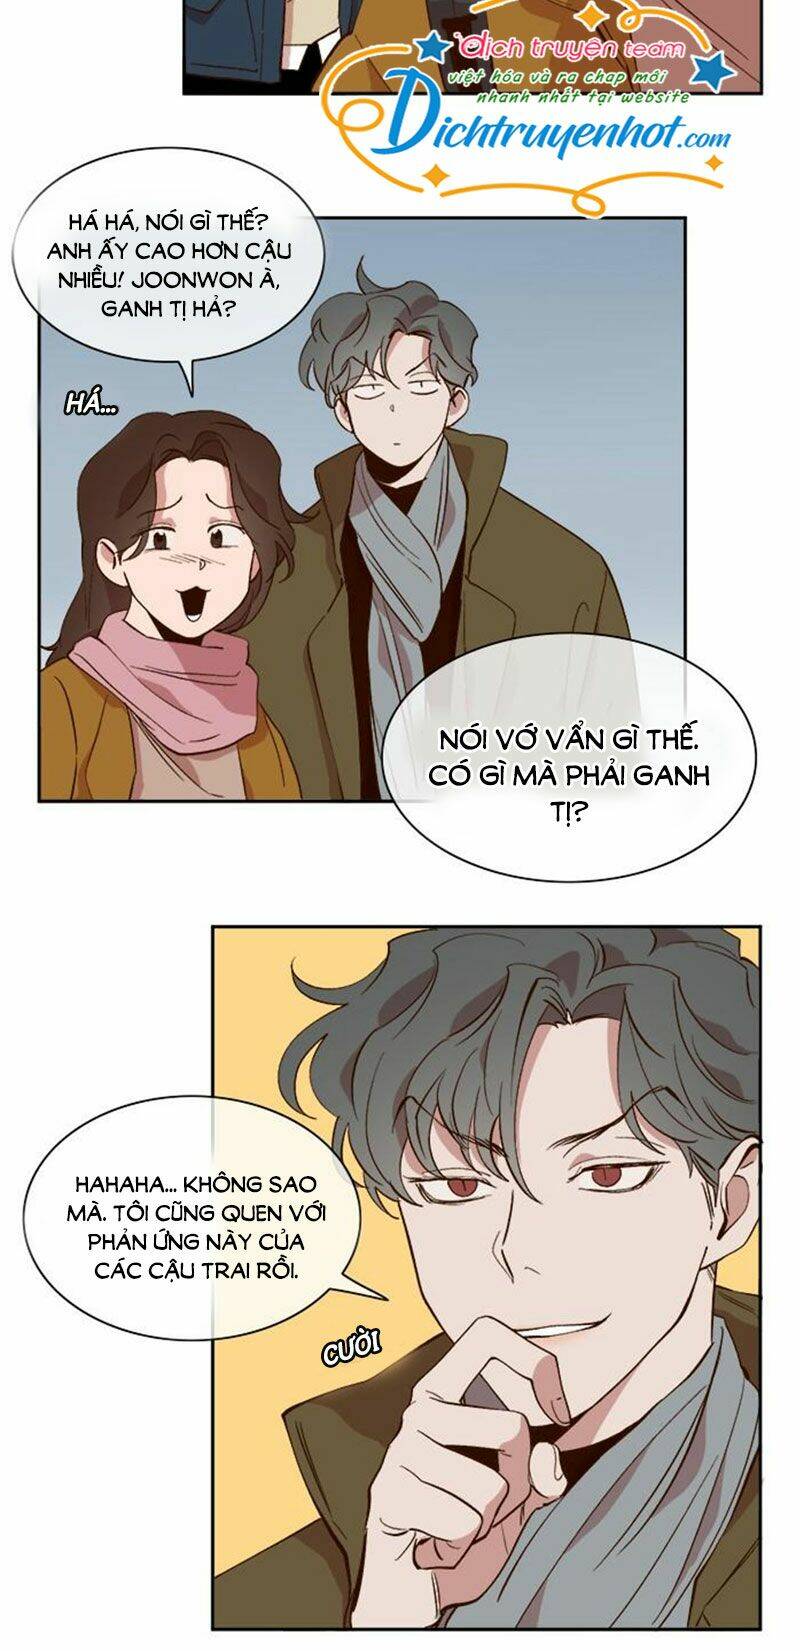 Dịch truyện team
việt hóa và ra chap mới
nhanh nhất tại website
Dichtruyenhot.com
HÁ HÁ, NÓI GÌ THẾ?
ANH ẤY CAO HƠN CẬU
NHIỀU! JOONWON À,
GANH TỊ HẢ?
HÁ...
NÓI VỚ VẨN GÌ THẾ.
CÓ GÌ MÀ PHẢI GANH
TỊ?
HAHAHA... KHÔNG SAO
MÀ. TÔI CŨNG QUEN VỚI
PHẢN ỨNG NÀY CỦA
CÁC CẬU TRAI RỒI.
CƯỜI